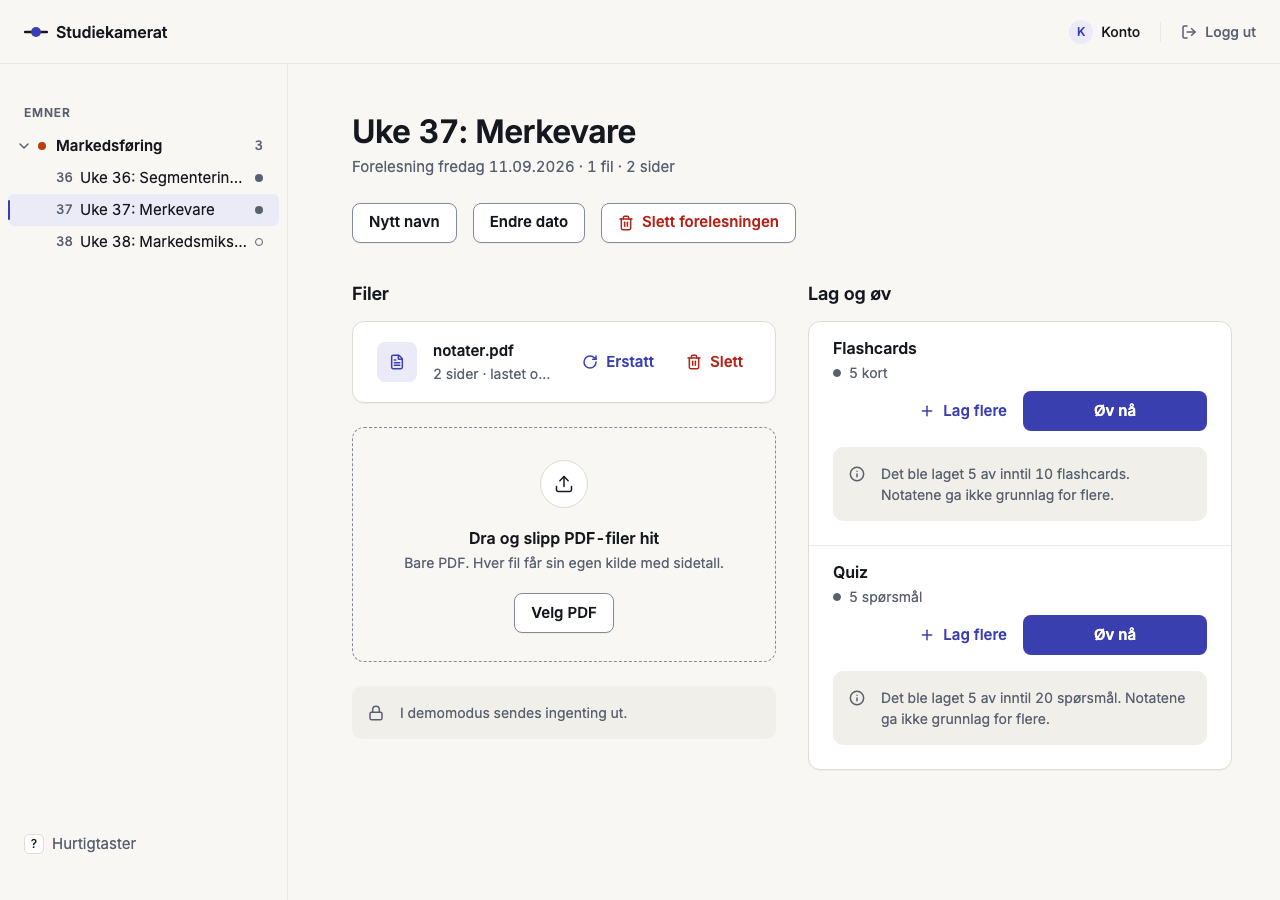 Studiekamerat
K Konto
Logg ut
EMNER
Markedsføring 3
36 Uke 36: Segmenterin...
37 Uke 37: Merkevare
38 Uke 38: Markedsmiks...
? Hurtigtaster
Uke 37: Merkevare
Forelesning fredag 11.09.2026 · 1 fil · 2 sider
Nytt navn
Endre dato
Slett forelesningen
Filer
notater.pdf
2 sider · lastet o...
Erstatt
Slett
Dra og slipp PDF-filer hit
Bare PDF. Hver fil får sin egen kilde med sidetall.
Velg PDF
I demomodus sendes ingenting ut.
Lag og øv
Flashcards
5 kort
Lag flere
Øv nå
Det ble laget 5 av inntil 10 flashcards.
Notatene ga ikke grunnlag for flere.
Quiz
5 spørsmål
Lag flere
Øv nå
Det ble laget 5 av inntil 20 spørsmål. Notatene
ga ikke grunnlag for flere.